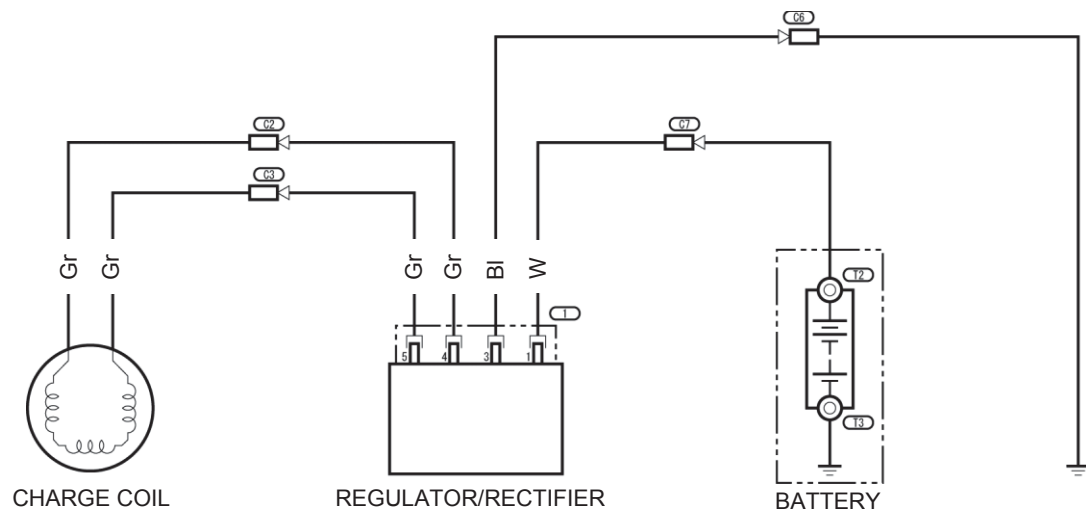 C6
C2
C7
C3
Gr
Gr
Gr
Gr
Bl
W
T2
1
5
4
3
1
T3
CHARGE COIL
REGULATOR/RECTIFIER
BATTERY